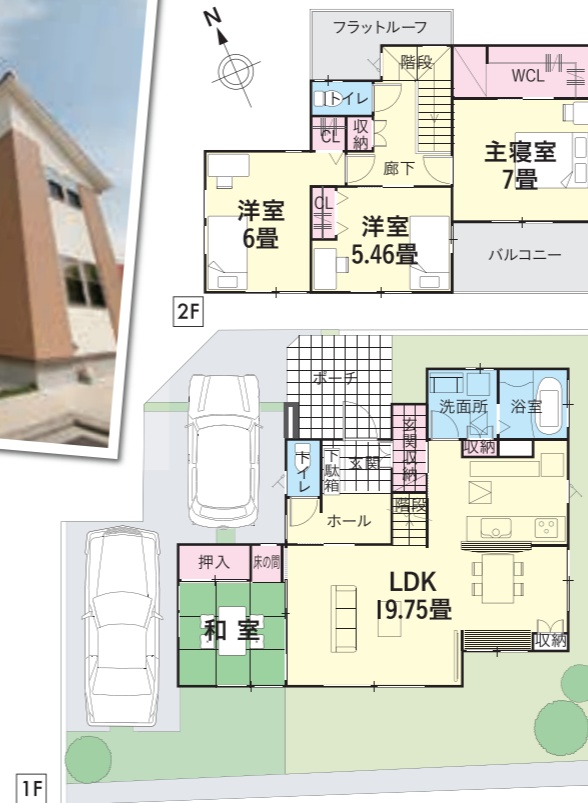 N
フラットルーフ
階段
WCL
トイレ
CL
収納
廊下
主寝室
7畳
洋室
6畳
CL
洋室
5.46畳
バルコニー
2F
ポーチ
洗面所
浴室
玄関収納
収納
トイレ
下駄箱
玄関
階段
ホール
押入
床の間
LDK
19.75畳
和室
収納
1F